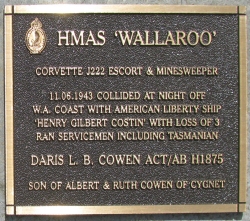 HMAS 'WALLAROO'
CORVETTE J222 ESCORT & MINESWEEPER
11.06.1943 COLLIDED AT NIGHT OFF
W.A. COAST WITH AMERICAN LIBERTY SHIP
'HENRY GILBERT COSTIN' WITH LOSS OF 3
RAN SERVICEMEN INCLUDING TASMANIAN
DARIS L. B. COWEN ACT/AB H1875
SON OF ALBERT & RUTH COWEN OF CYGNET